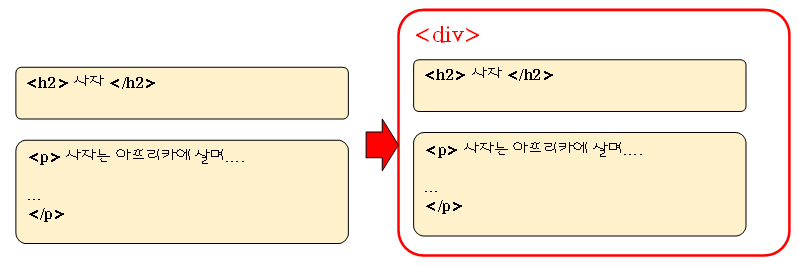 <h2> 사자 </h2>
<p> 사자는 아프리카에 살며....
...
</p>
<div>
<h2> 사자 </h2>
<p> 사자는 아프리카에 살며....
...
</p>